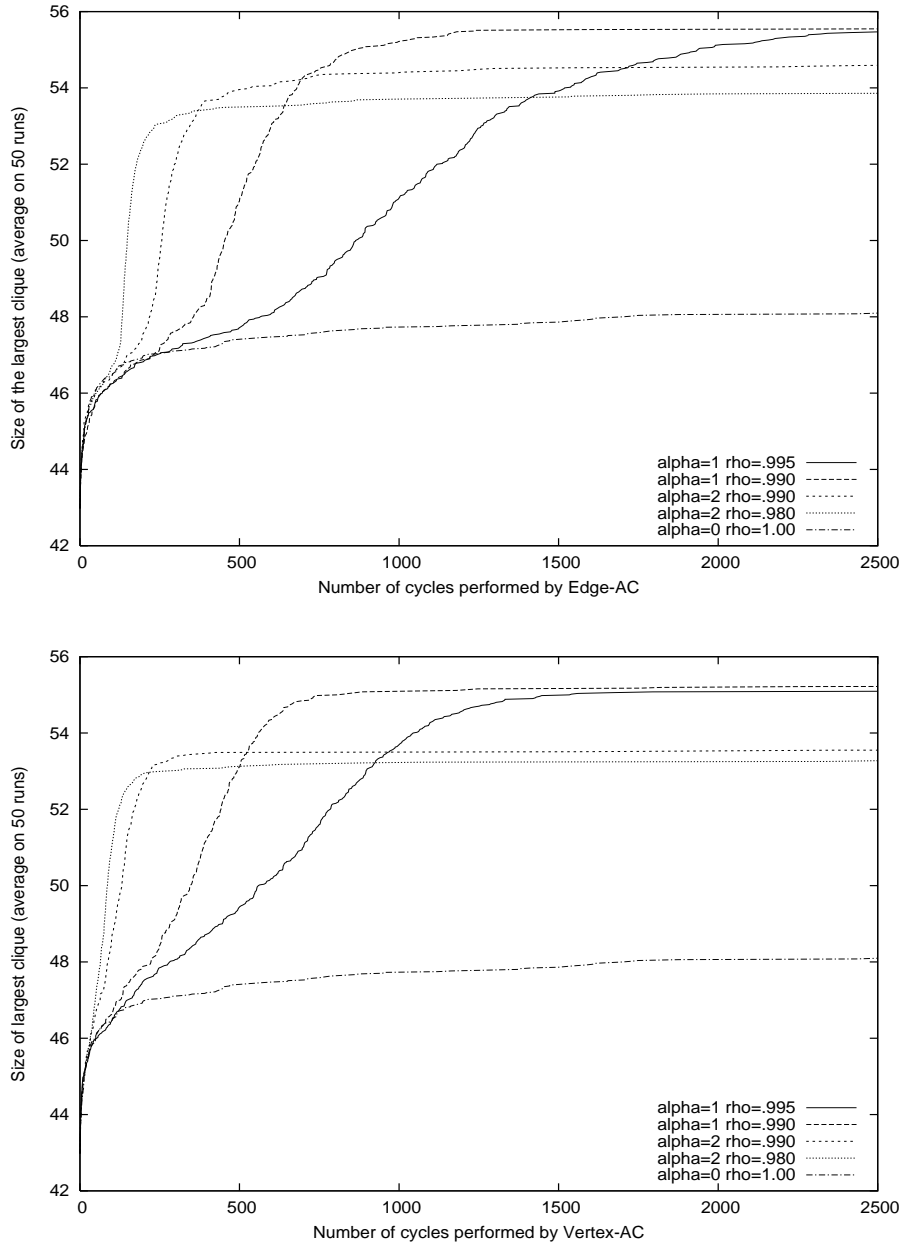 56
54
52
50
48
46
44
42
Size of the largest clique (average on 50 runs)
alpha=1 rho=.995
alpha=1 rho=.990
alpha=2 rho=.990
alpha=2 rho=.980
alpha=0 rho=1.00
0 500 1000 1500 2000 2500
Number of cycles performed by Edge-AC
56
54
52
50
48
46
44
42
Size of largest clique (average on 50 runs)
alpha=1 rho=.995
alpha=1 rho=.990
alpha=2 rho=.990
alpha=2 rho=.980
alpha=0 rho=1.00
0 500 1000 1500 2000 2500
Number of cycles performed by Vertex-AC